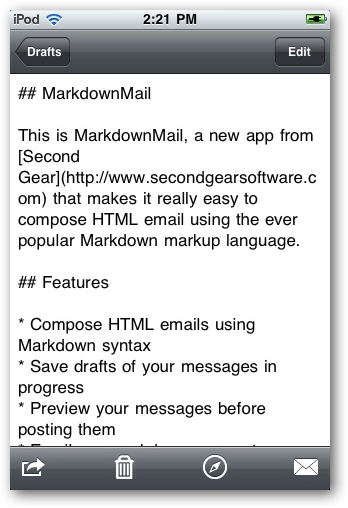 iPod 2:21 PM
Drafts Edit
## MarkdownMail
This is MarkdownMail, a new app from
[Second
Gear](http://www.secondgearsoftware.c
om) that makes it really easy to
compose HTML email using the ever
popular Markdown markup language.
## Features
* Compose HTML emails using
Markdown syntax
* Save drafts of your messages in
progress
* Preview your messages before
posting them